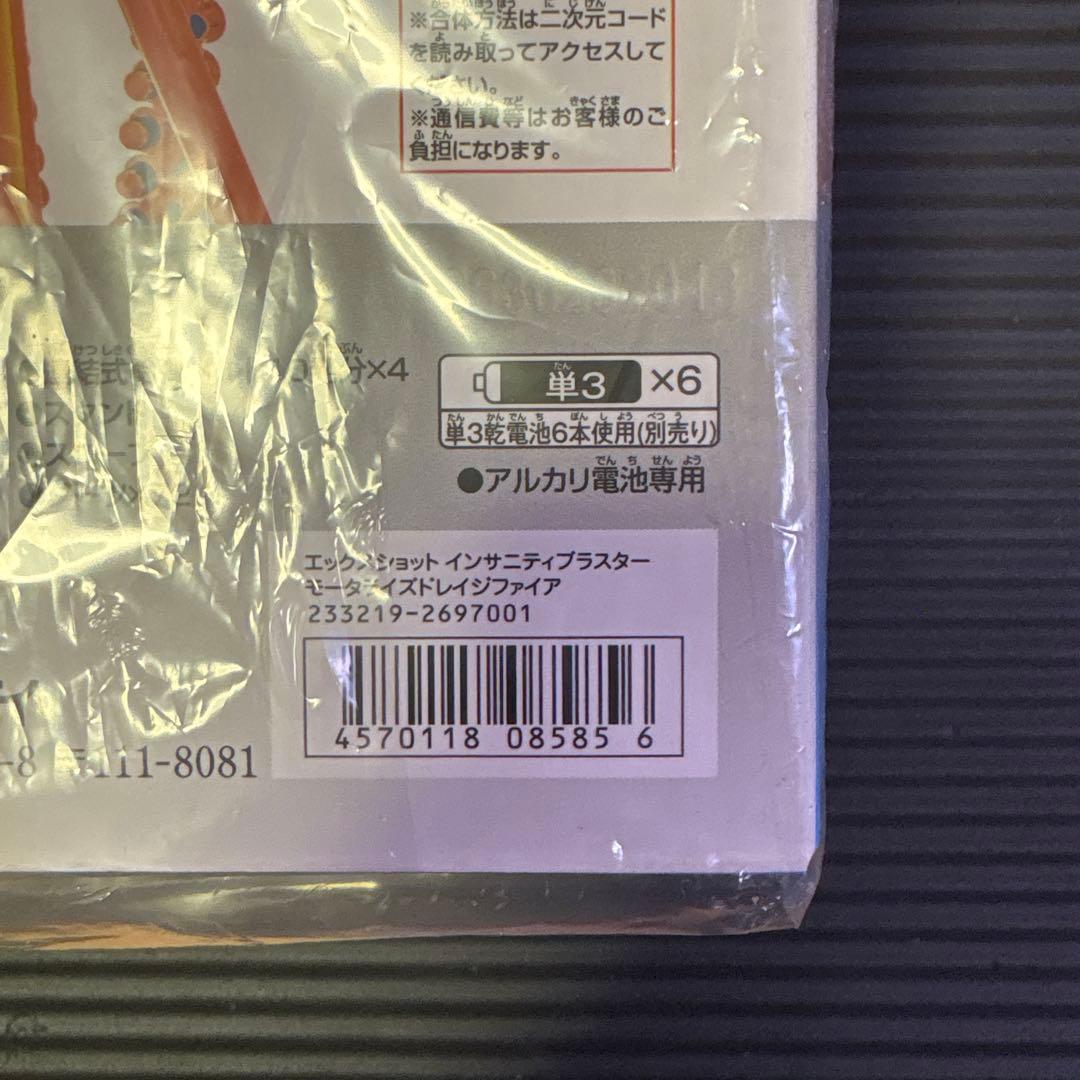 ※合体方法は二次元コード
を読み取ってアクセスして
ください。
※通信費等はお客様のご
負担になります。
分×4
単3 ×6
単3乾電池6本使用(別売り)
●アルカリ電池専用
エックスショット インサニティブラスター
モータライズドレイジファイア
233219-2697001
4570118 08585 6
-8 〒111-8081